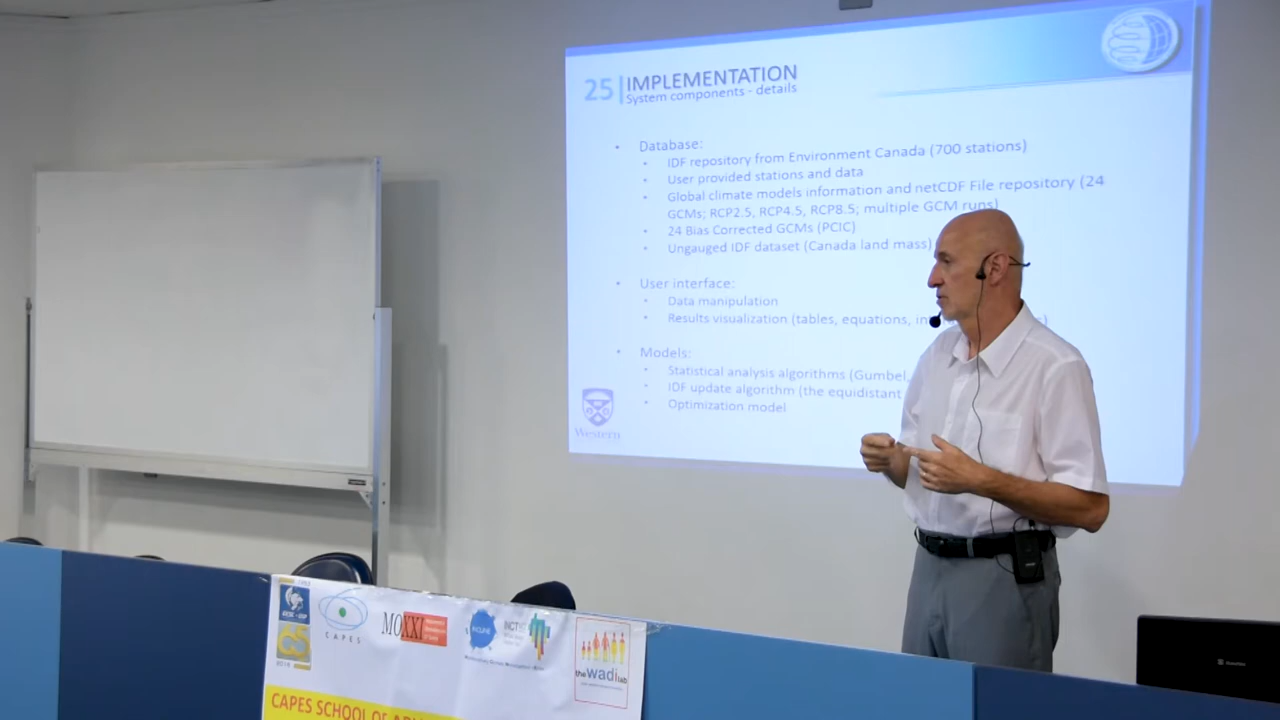 25
IMPLEMENTATION
System components - details
Database:
IDF repository from Environment Canada (700 stations)
User provided stations and data
Global climate models information and netCDF File repository (24
GCMs; RCP2.5, RCP4.5, RCP8.5; multiple GCM runs)
24 Bias Corrected GCMs (PCIC)
Ungauged IDF dataset (Canada land mass)
User interface:
Data manipulation
Results visualization (tables, equations,
Models:
Statistical analysis algorithms (Gumbel,
IDF update algorithm (the equidistant
Optimization model
Western
65
CAPES
MOXXI
the wadi lab
CAPES SCHOOL OF